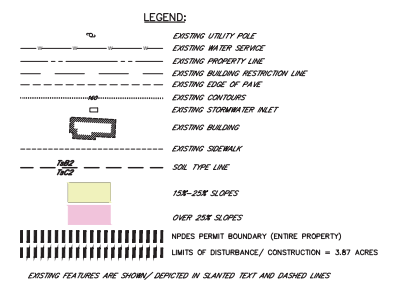 LEGEND:
EXISTING UTILITY POLE
W W W W EXISTING WATER SERVICE
EXISTING PROPERTY LINE
EXISTING BUILDING RESTRICTION LINE
EXISTING EDGE OF PAVE
EXISTING CONTOURS
EXISTING STORMWATER INLET
EXISTING BUILDING
EXISTING SIDEWALK
TaB2
TaC2
SOIL TYPE LINE
15%-25% SLOPES
OVER 25% SLOPES
NPDES PERMIT BOUNDARY (ENTIRE PROPERTY)
LIMITS OF DISTURBANCE/ CONSTRUCTION = 3.87 ACRES
EXISTING FEATURES ARE SHOWN/ DEPICTED IN SLANTED TEXT AND DASHED LINES